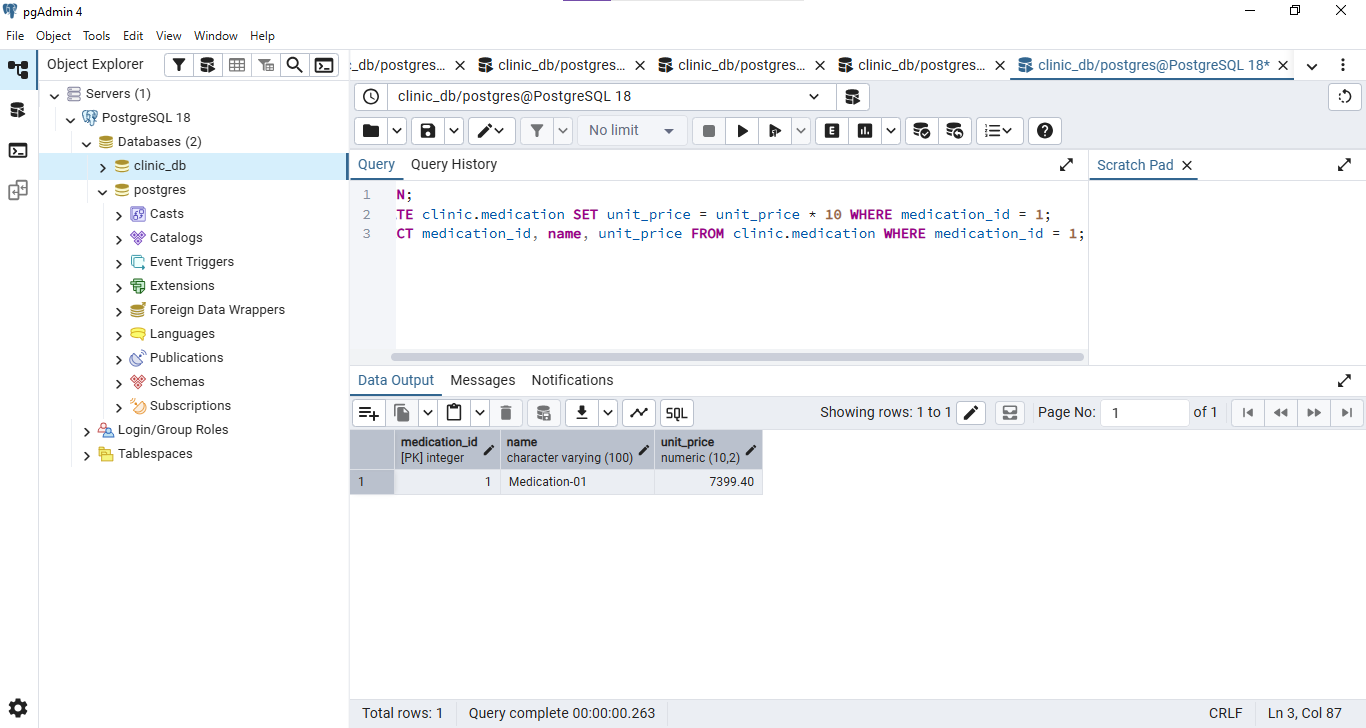 pgAdmin 4
File Object Tools Edit View Window Help
Object Explorer
_db/postgres... clinic_db/postgres... clinic_db/postgres... clinic_db/postgres... clinic_db/postgres@PostgreSQL 18*
Servers (1)
PostgreSQL 18
Databases (2)
clinic_db
postgres
Casts
Catalogs
Event Triggers
Extensions
Foreign Data Wrappers
Languages
Publications
Schemas
Subscriptions
Login/Group Roles
Tablespaces
clinic_db/postgres@PostgreSQL 18
No limit
E
Query Query History
Scratch Pad
1 N;
2 TE clinic.medication SET unit_price = unit_price * 10 WHERE medication_id = 1;
3 CT medication_id, name, unit_price FROM clinic.medication WHERE medication_id = 1;
Data Output Messages Notifications
SQL
Showing rows: 1 to 1
Page No: 1 of 1
medication_id name unit_price
[PK] integer character varying (100) numeric (10,2)
1 1 Medication-01 7399.40
Total rows: 1 Query complete 00:00:00.263 CRLF Ln 3, Col 87